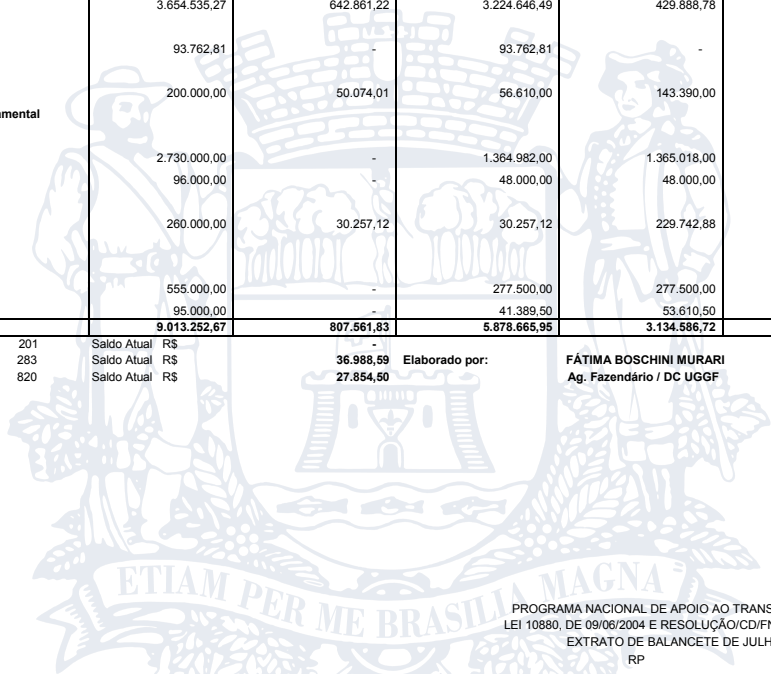 3.654.535,27 642.861,22 3.224.646,49 429.888,78
93.762,81 - 93.762,81 -
200.000,00 50.074,01 56.610,00 143.390,00
amental
2.730.000,00 - 1.364.982,00 1.365.018,00
96.000,00 - 48.000,00 48.000,00
260.000,00 30.257,12 30.257,12 229.742,88
555.000,00 - 277.500,00 277.500,00
95.000,00 - 41.389,50 53.610,50
9.013.252,67 807.561,83 5.878.665,95 3.134.586,72
201 Saldo Atual R$ -
283 Saldo Atual R$ 36.988,59 Elaborado por: FÁTIMA BOSCHINI MURARI
820 Saldo Atual R$ 27.854,50 Ag. Fazendário / DC UGGF
ETIAM PER ME BRASILIA MAGNA
PROGRAMA NACIONAL DE APOIO AO TRANS
LEI 10880, DE 09/06/2004 E RESOLUÇÃO/CD/FN
EXTRATO DE BALANCETE DE JULH
RP